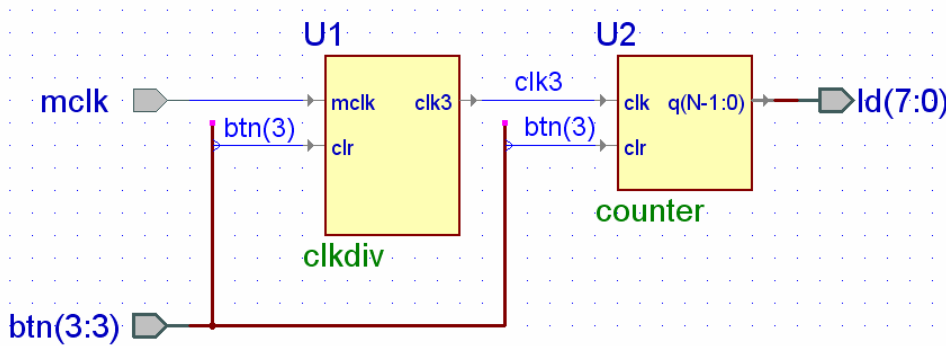 U1
U2
mclk
mclk
clk3
clk3
clk
q(N-1:0)
ld(7:0)
btn(3)
clr
btn(3)
clr
counter
clkdiv
btn(3:3)